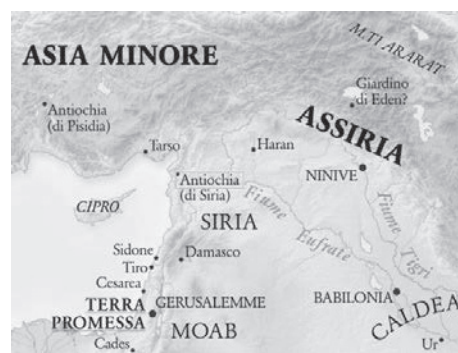 ASIA MINORE
M.TI ARARAT
Giardino
di Eden?
Antiochia
(di Pisidia)
ASSIRIA
Tarso
Haran
NINIVE
Antiochia
(di Siria)
CIPRO
SIRIA
Fiume
Eufrate
Fiume
Tigri
Sidone
Damasco
Tiro
Cesarea
TERRA
PROMESSA
GERUSALEMME
BABILONIA
CALDEA
MOAB
Cades
Ur